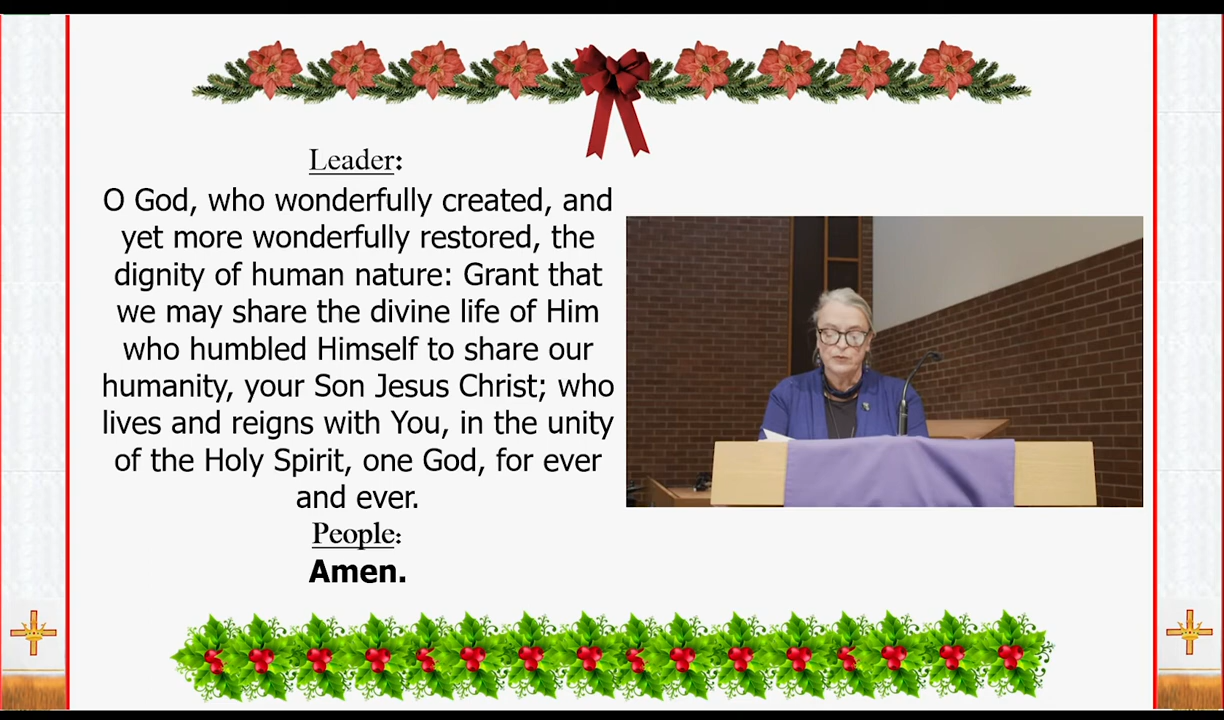 Leader:
O God, who wonderfully created, and
yet more wonderfully restored, the
dignity of human nature: Grant that
we may share the divine life of Him
who humbled Himself to share our
humanity, your Son Jesus Christ; who
lives and reigns with You, in the unity
of the Holy Spirit, one God, for ever
and ever.
People:
Amen.